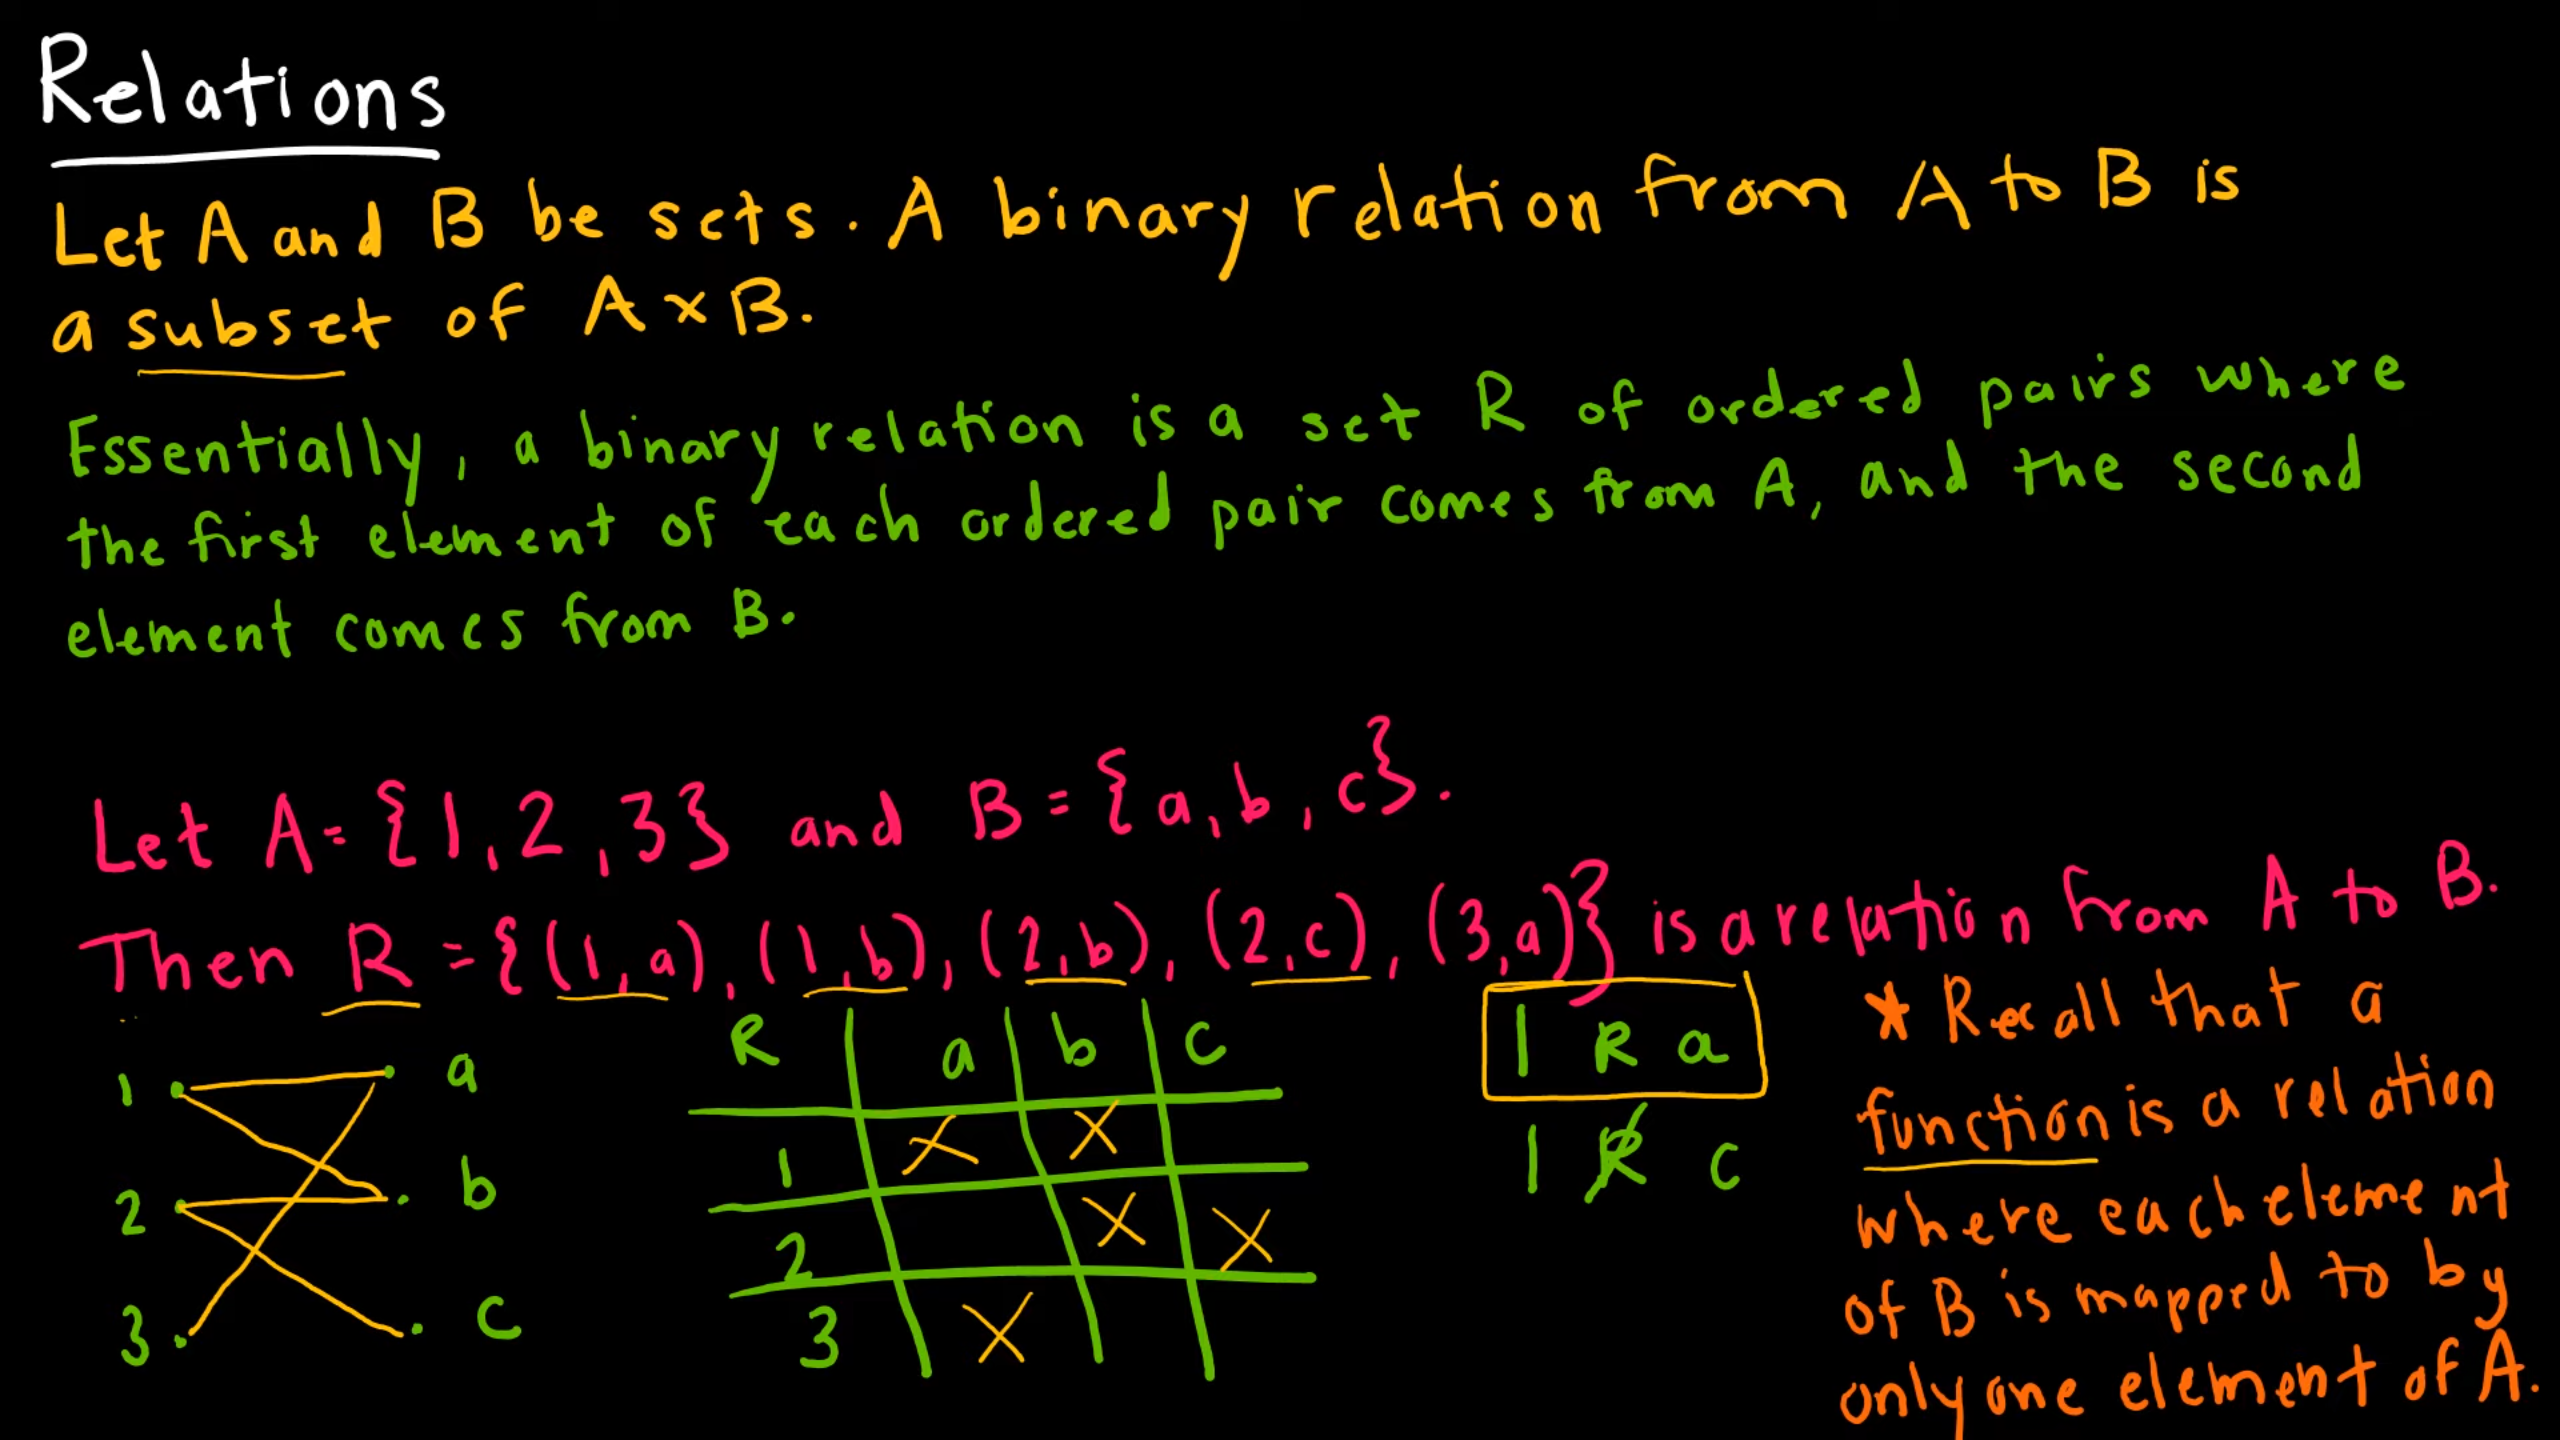 Relations
Let A and B be sets. A binary relation from A to B is
a subset of A × B.
Essentially, a binary relation is a set R of ordered pairs where
the first element of each ordered pair comes from A, and the second
element comes from B.
Let A = {1, 2, 3} and B = {a, b, c}.
Then R = {(1,a), (1,b), (2,b), (2,c), (3,a)} is a relation from A to B.
1 a
2 b
3 c
R a b c
1 X X
2 X X
3 X
1 R a
1 R̸ c
* Recall that a
function is a relation
where each element
of B is mapped to by
only one element of A.